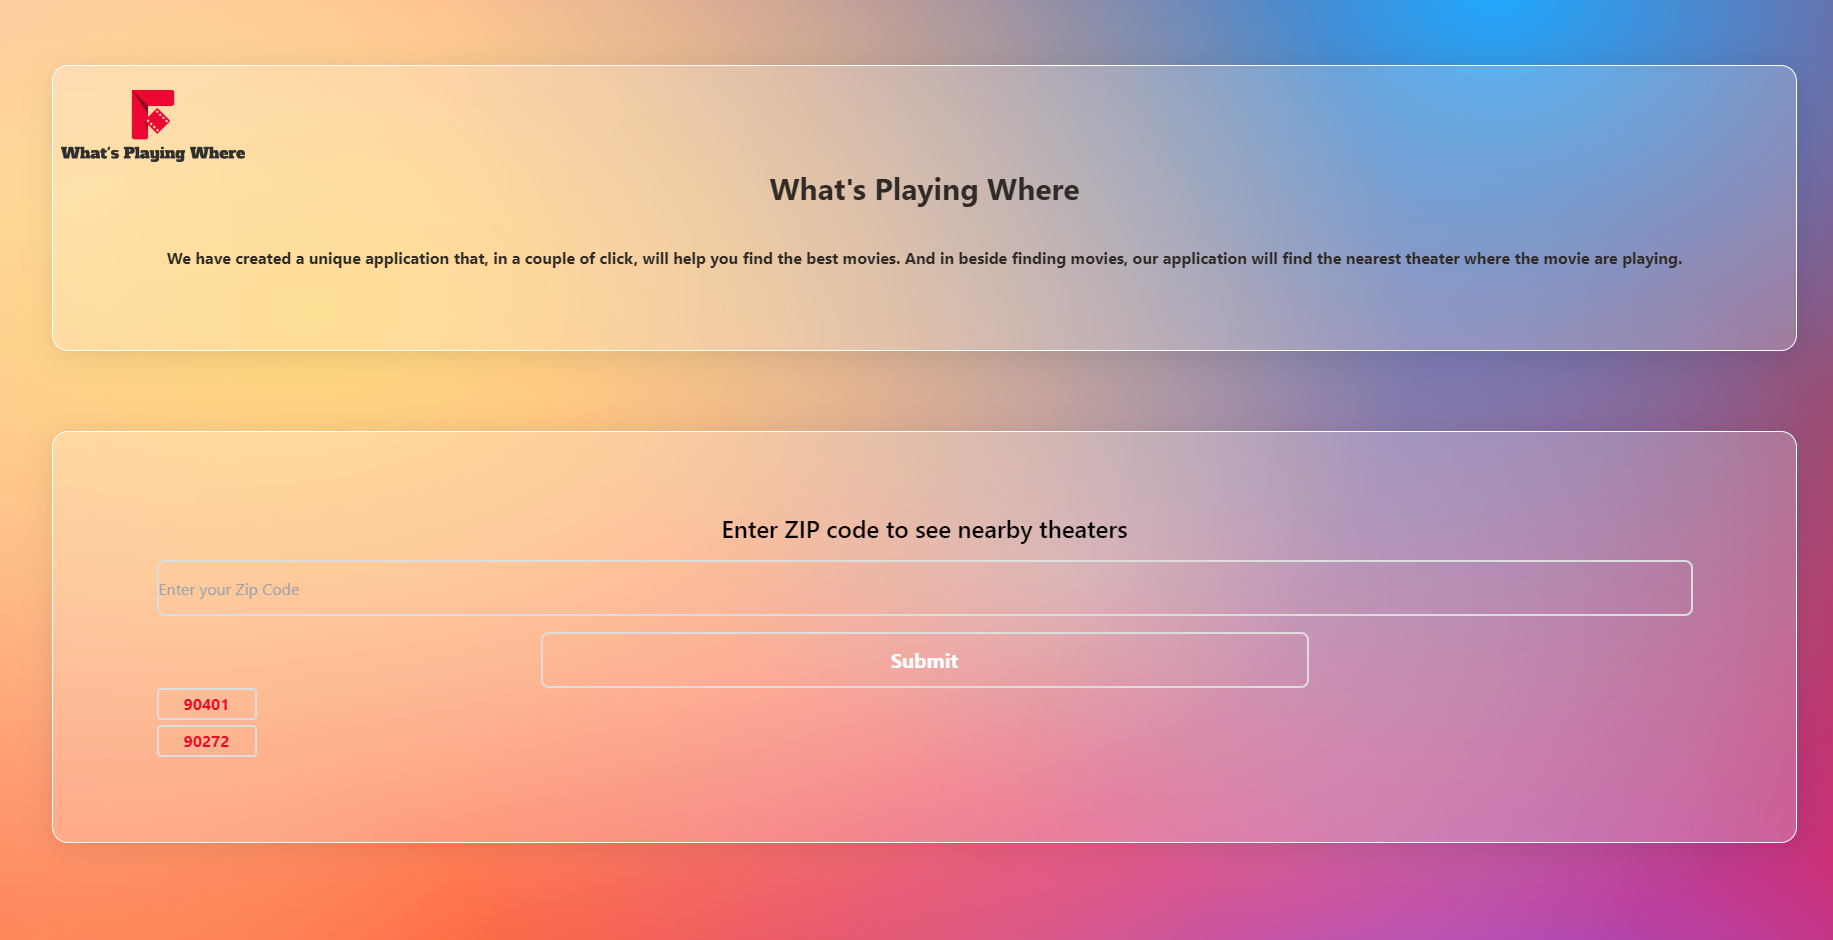 What's Playing Where
What's Playing Where
We have created a unique application that, in a couple of click, will help you find the best movies. And in beside finding movies, our application will find the nearest theater where the movie are playing.
Enter ZIP code to see nearby theaters
Enter your Zip Code
Submit
90401
90272